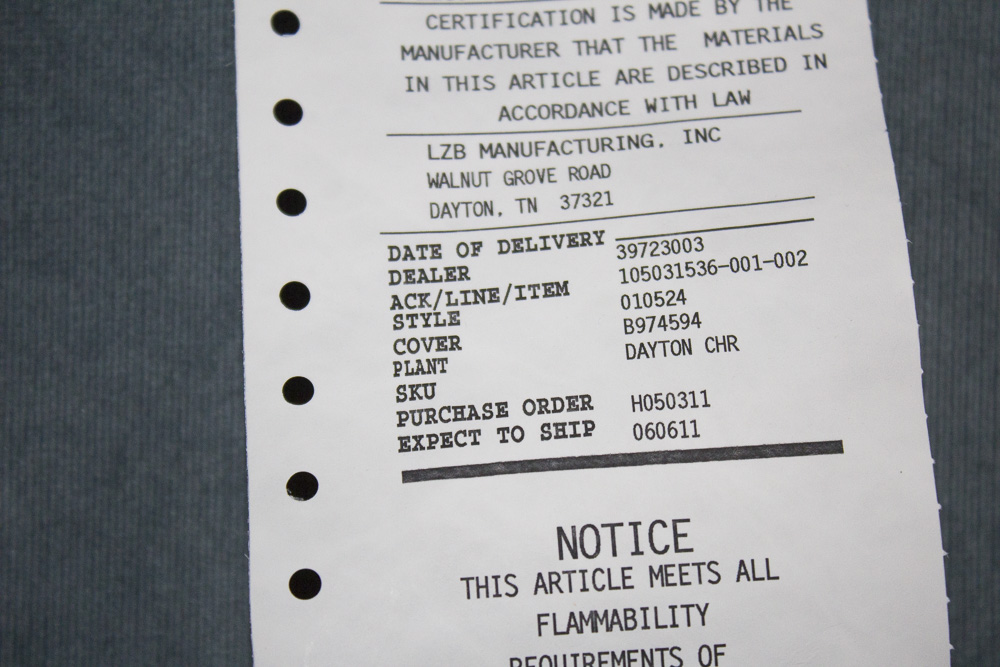 CERTIFICATION IS MADE BY THE
MANUFACTURER THAT THE MATERIALS
IN THIS ARTICLE ARE DESCRIBED IN
ACCORDANCE WITH LAW
LZB MANUFACTURING, INC
WALNUT GROVE ROAD
DAYTON, TN 37321
DATE OF DELIVERY
DEALER 39723003
ACK/LINE/ITEM 105031536-001-002
STYLE 010524
COVER B974594
PLANT DAYTON CHR
SKU
PURCHASE ORDER H050311
EXPECT TO SHIP 060611
NOTICE
THIS ARTICLE MEETS ALL
FLAMMABILITY
REQUIREMENTS OF